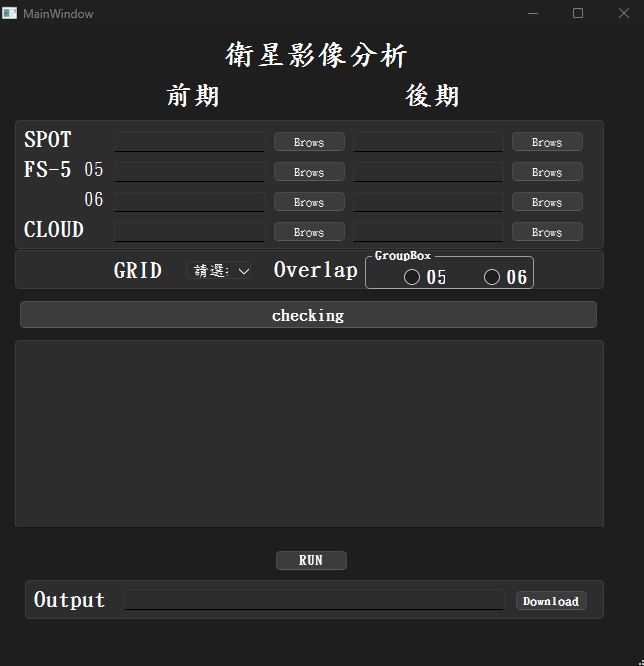 MainWindow
衛星影像分析
前期 後期
SPOT Brows Brows
FS-5 05 Brows Brows
06 Brows Brows
CLOUD Brows Brows
GroupBox
GRID 請選 Overlap 05 06
checking
RUN
Output Download